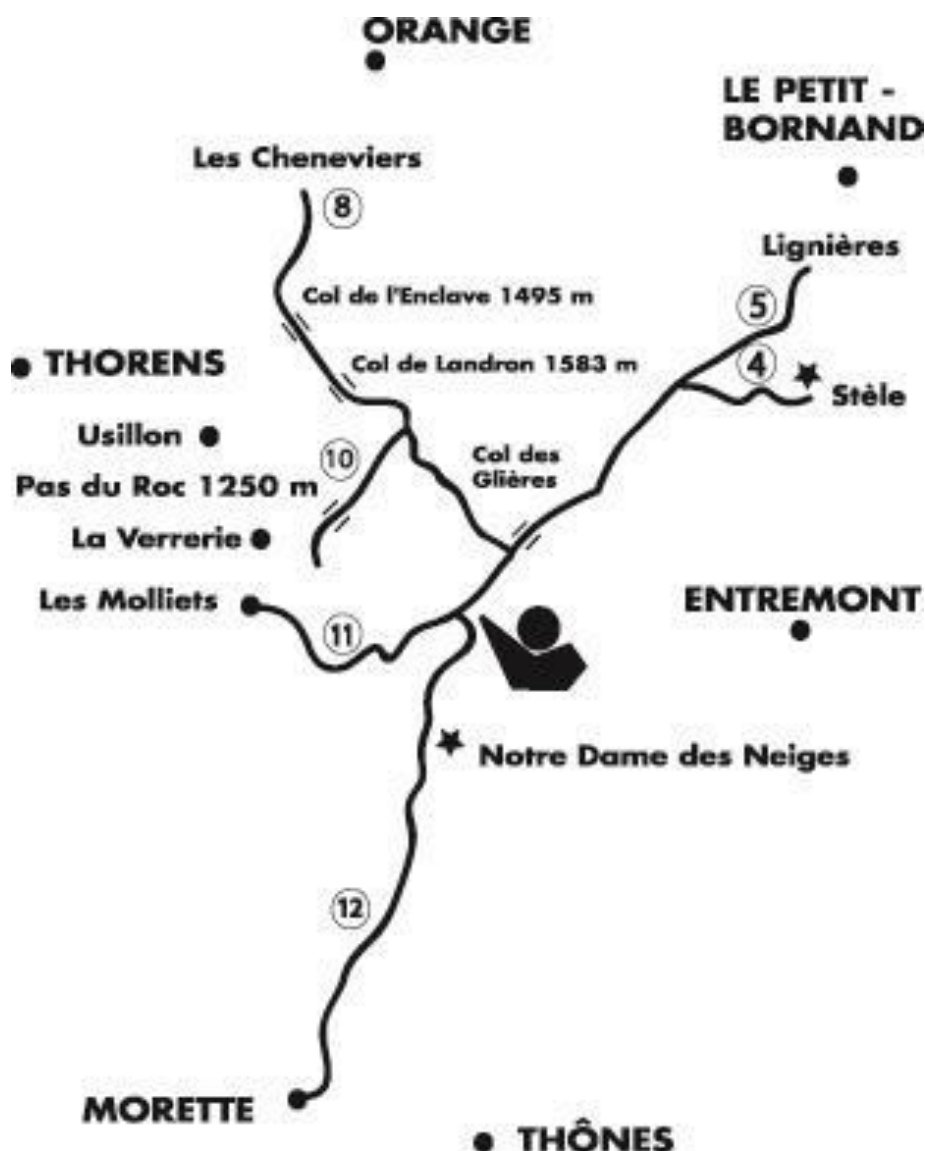 ORANGE
LE PETIT -
BORNAND
Les Cheneviers
8
Lignières
Col de l'Enclave 1495 m
5
THORENS
Col de Landron 1583 m
4
Stèle
Usillon
10
Col des
Glières
Pas du Roc 1250 m
La Verrerie
Les Molliets
ENTREMONT
11
Notre Dame des Neiges
12
MORETTE
THÔNES